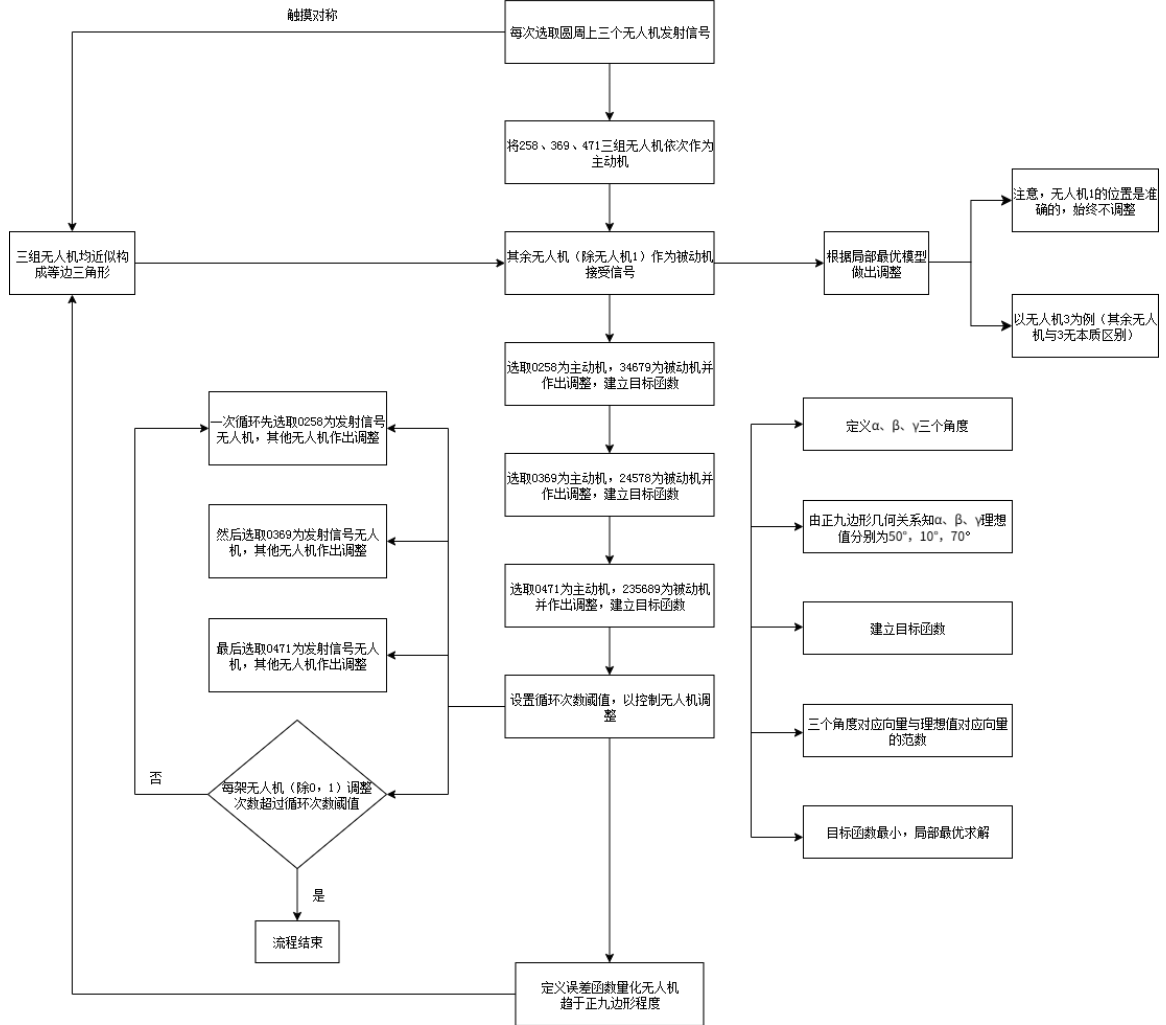 触摸对称
每次选取圆周上三个无人机发射信号
将258、369、471三组无人机依次作为
主动机
注意，无人机1的位置是准
确的，始终不调整
三组无人机均近似构
成等边三角形
其余无人机（除无人机1）作为被动机
接受信号
根据局部最优模型
做出调整
以无人机3为例（其余无人
机与3无本质区别）
选取0258为主动机，34679为被动机并
作出调整，建立目标函数
一次循环先选取0258为发射信号
无人机，其他无人机作出调整
定义α、β、γ三个角度
选取0369为主动机，24578为被动机并
作出调整，建立目标函数
然后选取0369为发射信号无人
机，其他无人机作出调整
由正九边形几何关系知α、β、γ理想
值分别为50°，10°，70°
选取0471为主动机，235689为被动机
并作出调整，建立目标函数
最后选取0471为发射信号无人
机，其他无人机作出调整
建立目标函数
设置循环次数阈值，以控制无人机调
整
三个角度对应向量与理想值对应向量
的范数
否
每架无人机（除0，1）调整
次数超过循环次数阈值
目标函数最小，局部最优求解
是
流程结束
定义误差函数量化无人机
趋于正九边形程度